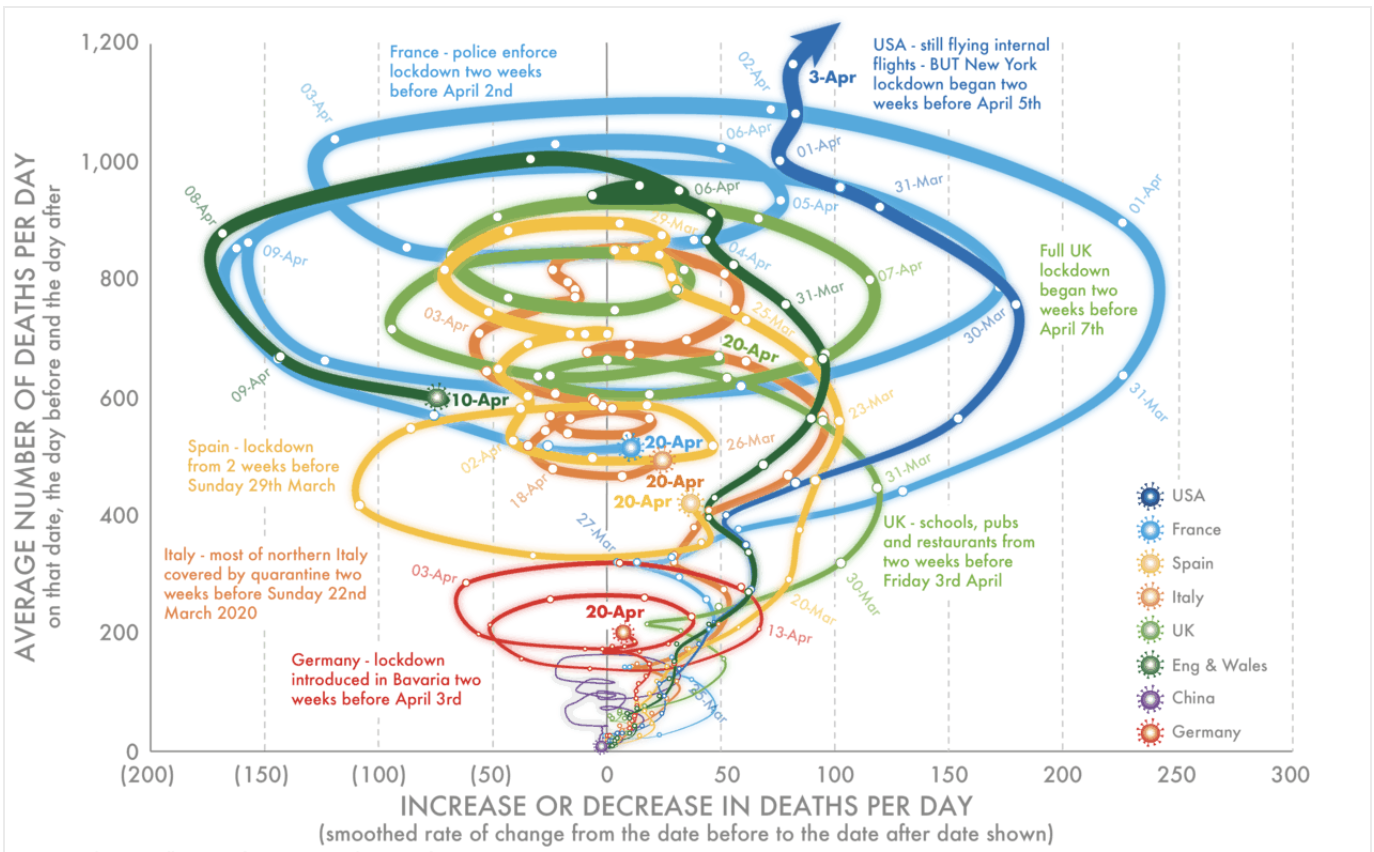 1,200
1,000
800
600
400
200
0
AVERAGE NUMBER OF DEATHS PER DAY
on that date, the day before and the day after
France - police enforce
lockdown two weeks
before April 2nd
USA - still flying internal
flights - BUT New York
lockdown began two
weeks before April 5th
3-Apr
02-Apr
03-Apr
06-Apr
01-Apr
31-Mar
01-Apr
08-Apr
06-Apr
05-Apr
29-Mar
09-Apr
04-Apr
07-Apr
Full UK
lockdown
began two
weeks before
April 7th
31-Mar
25-Mar
30-Mar
03-Apr
20-Apr
09-Apr
10-Apr
31-Mar
23-Mar
Spain - lockdown
from 2 weeks before
Sunday 29th March
02-Apr
20-Apr
26-Mar
18-Apr
20-Apr
20-Apr
31-Mar
UK - schools, pubs
and restaurants from
two weeks before
Friday 3rd April
27-Mar
Italy - most of northern Italy
covered by quarantine two
weeks before Sunday 22nd
March 2020
03-Apr
30-Mar
20-Mar
20-Apr
13-Apr
Germany - lockdown
introduced in Bavaria two
weeks before April 3rd
USA
France
Spain
Italy
UK
Eng & Wales
China
Germany
(200)
(150)
(100)
(50)
0
50
100
150
200
250
300
INCREASE OR DECREASE IN DEATHS PER DAY
(smoothed rate of change from the date before to the date after date shown)